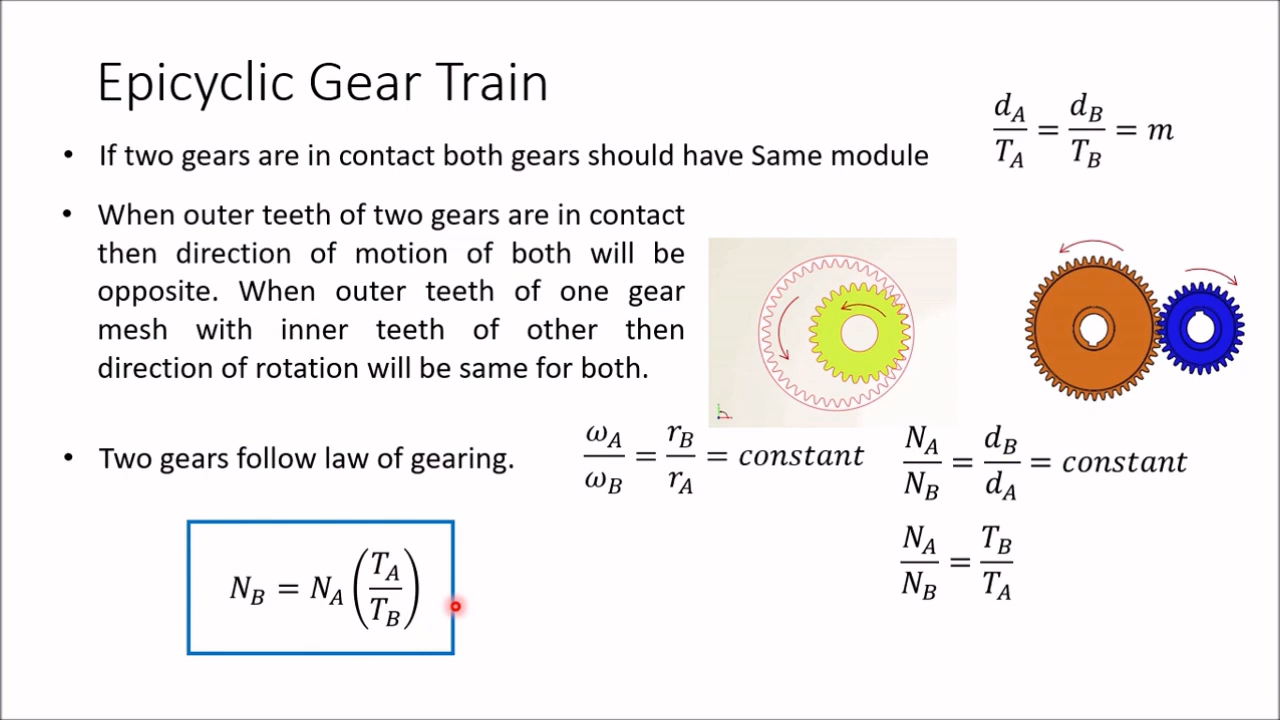 Epicyclic Gear Train
• If two gears are in contact both gears should have Same module
d_A/T_A = d_B/T_B = m
• When outer teeth of two gears are in contact
then direction of motion of both will be
opposite. When outer teeth of one gear
mesh with inner teeth of other then
direction of rotation will be same for both.
• Two gears follow law of gearing.
ω_A/ω_B = r_B/r_A = constant
N_A/N_B = d_B/d_A = constant
N_A/N_B = T_B/T_A
N_B = N_A (T_A/T_B)